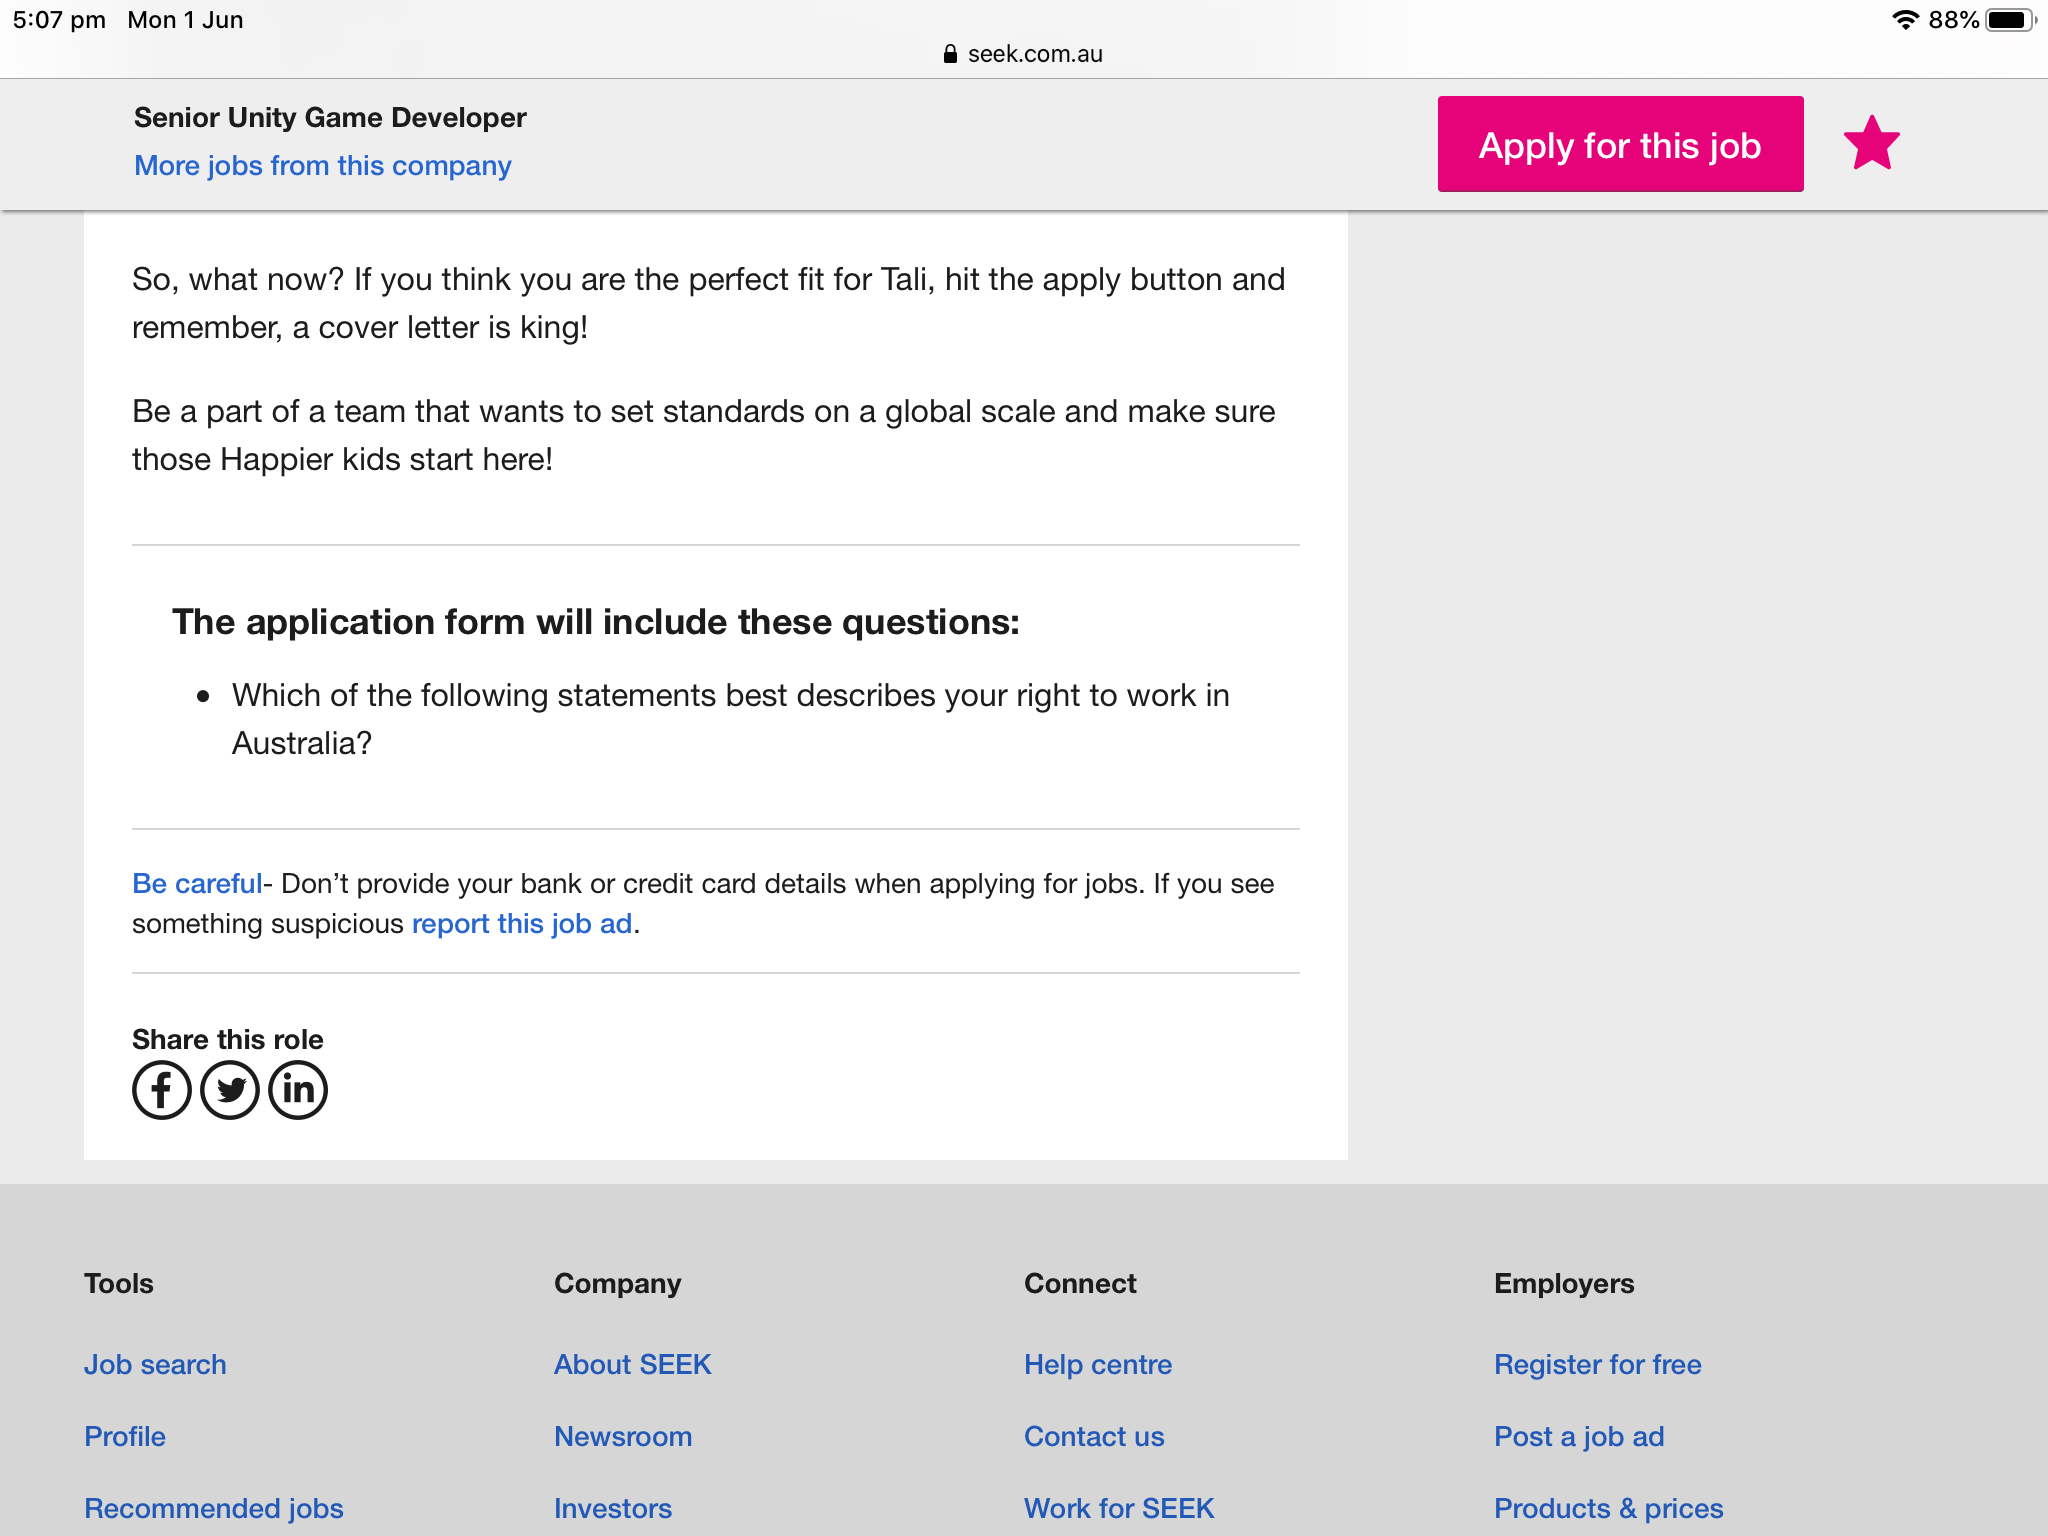 5:07 pm Mon 1 Jun
88%
seek.com.au
Senior Unity Game Developer
More jobs from this company
Apply for this job
So, what now? If you think you are the perfect fit for Tali, hit the apply button and
remember, a cover letter is king!
Be a part of a team that wants to set standards on a global scale and make sure
those Happier kids start here!
The application form will include these questions:
• Which of the following statements best describes your right to work in
Australia?
Be careful- Don’t provide your bank or credit card details when applying for jobs. If you see
something suspicious report this job ad.
Share this role
f
in
Tools
Job search
Profile
Recommended jobs
Company
About SEEK
Newsroom
Investors
Connect
Help centre
Contact us
Work for SEEK
Employers
Register for free
Post a job ad
Products & prices